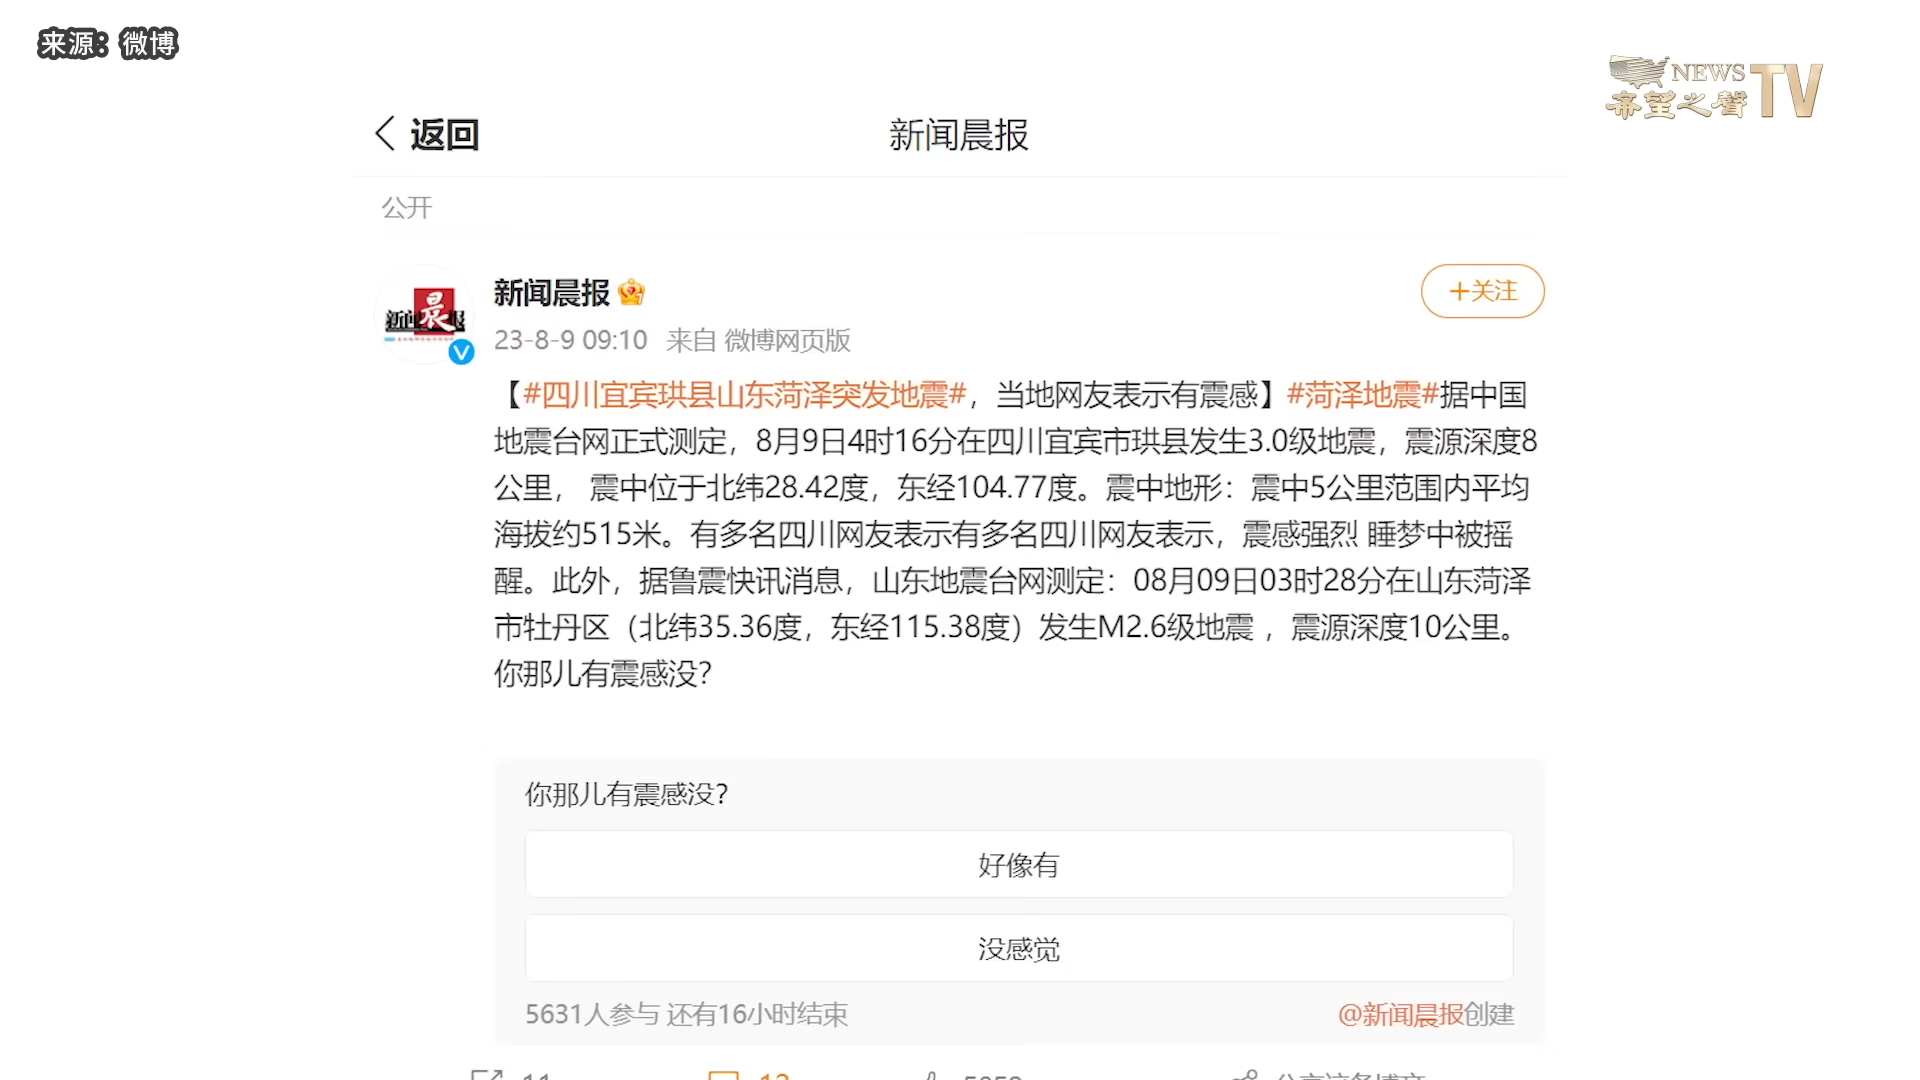 来源：微博
NEWS
希望之聲TV
返回
新闻晨报
公开
新闻晨报
新闻晨报
23-8-9 09:10 来自 微博网页版
+关注
【#四川宜宾珙县山东菏泽突发地震#，当地网友表示有震感】#菏泽地震#据中国
地震台网正式测定，8月9日4时16分在四川宜宾市珙县发生3.0级地震，震源深度8
公里， 震中位于北纬28.42度，东经104.77度。震中地形：震中5公里范围内平均
海拔约515米。有多名四川网友表示有多名四川网友表示，震感强烈 睡梦中被摇
醒。此外，据鲁震快讯消息，山东地震台网测定：08月09日03时28分在山东菏泽
市牡丹区（北纬35.36度，东经115.38度）发生M2.6级地震 ，震源深度10公里。
你那儿有震感没？
你那儿有震感没？
好像有
没感觉
5631人参与 还有16小时结束
@新闻晨报创建